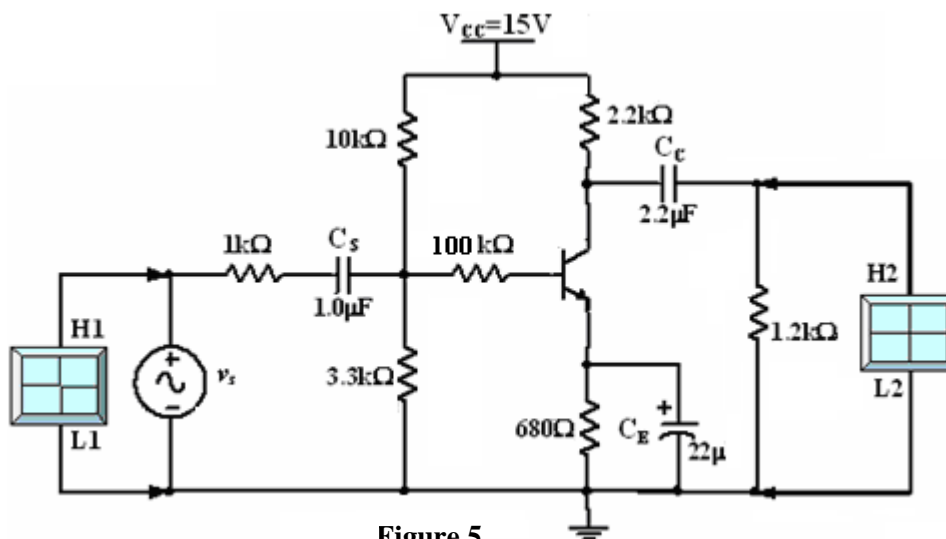 Vcc=15V
10kΩ
2.2kΩ
Cc
2.2µF
1kΩ
Cs
1.0µF
100 kΩ
H1
L1
vs
3.3kΩ
680Ω
CE
22µ
1.2kΩ
H2
L2
Figure 5